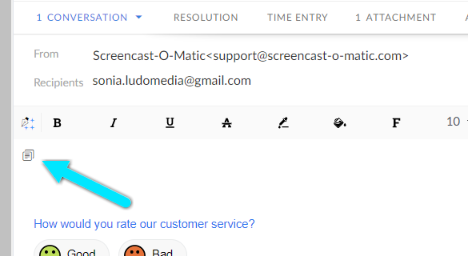 1 CONVERSATION RESOLUTION TIME ENTRY 1 ATTACHMENT
From Screencast-O-Matic<support@screencast-o-matic.com>
Recipients sonia.ludomedia@gmail.com
B I U A F 10
How would you rate our customer service?
Good Bad